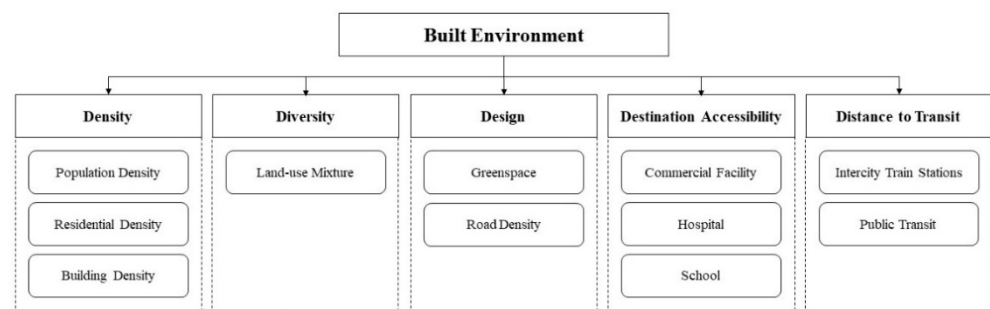 Built Environment
Density
Diversity
Design
Destination Accessibility
Distance to Transit
Population Density
Land-use Mixture
Greenspace
Commercial Facility
Intercity Train Stations
Residential Density
Road Density
Hospital
Public Transit
Building Density
School